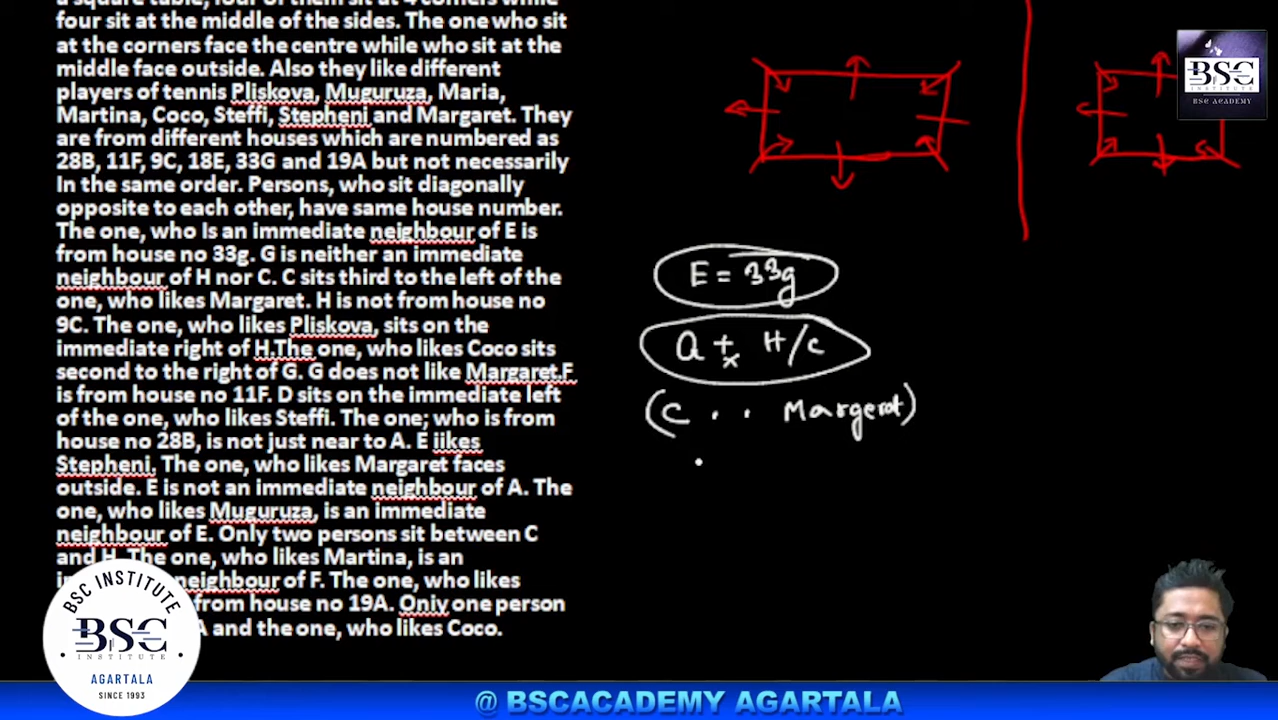 a square table, four of them sit at 4 corners while
four sit at the middle of the sides. The one who sit
at the corners face the centre while who sit at the
middle face outside. Also they like different
players of tennis Pliskova, Muguruza, Maria,
Martina, Coco, Steffi, Stepheni and Margaret. They
are from different houses which are numbered as
28B, 11F, 9C, 18E, 33G and 19A but not necessarily
In the same order. Persons, who sit diagonally
opposite to each other, have same house number.
The one, who Is an immediate neighbour of E is
from house no 33g. G is neither an immediate
neighbour of H nor C. C sits third to the left of the
one, who likes Margaret. H is not from house no
9C. The one, who likes Pliskova, sits on the
immediate right of H.The one, who likes Coco sits
second to the right of G. G does not like Margaret.F
is from house no 11F. D sits on the immediate left
of the one, who likes Steffi. The one; who is from
house no 28B, is not just near to A. E iikes
Stepheni. The one, who likes Margaret faces
outside. E is not an immediate neighbour of A. The
one, who likes Muguruza, is an immediate
neighbour of E. Only two persons sit between C
and H. The one, who likes Martina, is an
neighbour of F. The one, who likes
from house no 19A. Oniy one person
A and the one, who likes Coco.
E = 33g
H/c
(c . . Margerat)
BSC
INSTITUTE
BSC ACADEMY
BSC INSTITUTE
BSC
INSTITUTE
AGARTALA
SINCE 1993
@ BSCACADEMY AGARTALA